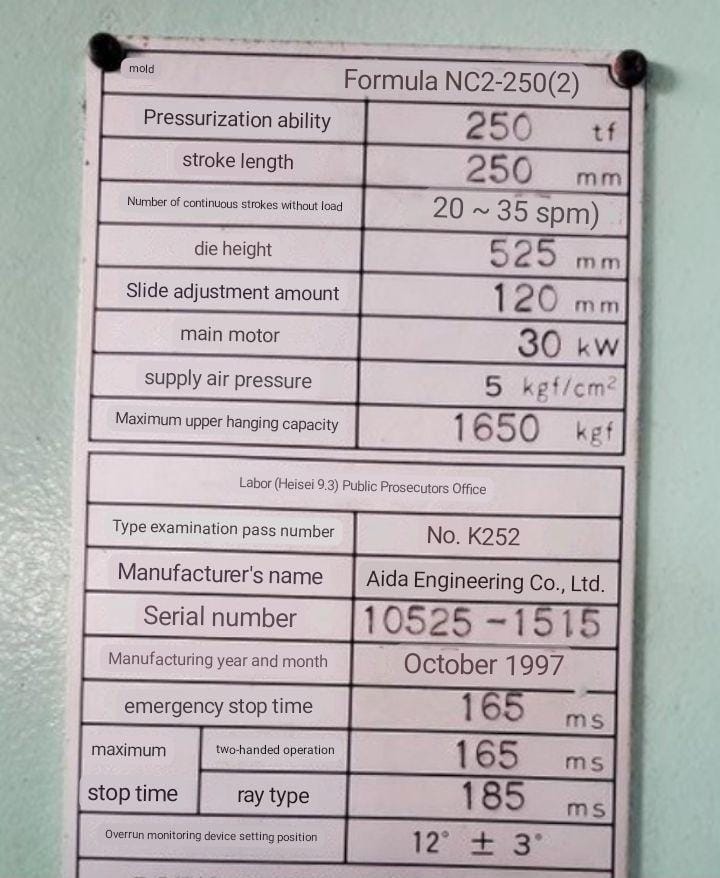 mold Formula NC2-250(2)
Pressurization ability 250 tf
stroke length 250 mm
Number of continuous strokes without load 20 ~ 35 spm)
die height 525 mm
Slide adjustment amount 120 mm
main motor 30 kW
supply air pressure 5 kgf/cm²
Maximum upper hanging capacity 1650 kgf
Labor (Heisei 9.3) Public Prosecutors Office
Type examination pass number No. K252
Manufacturer's name Aida Engineering Co., Ltd.
Serial number 10525-1515
Manufacturing year and month October 1997
emergency stop time 165 ms
maximum two-handed operation 165 ms
stop time ray type 185 ms
Overrun monitoring device setting position 12° ± 3°